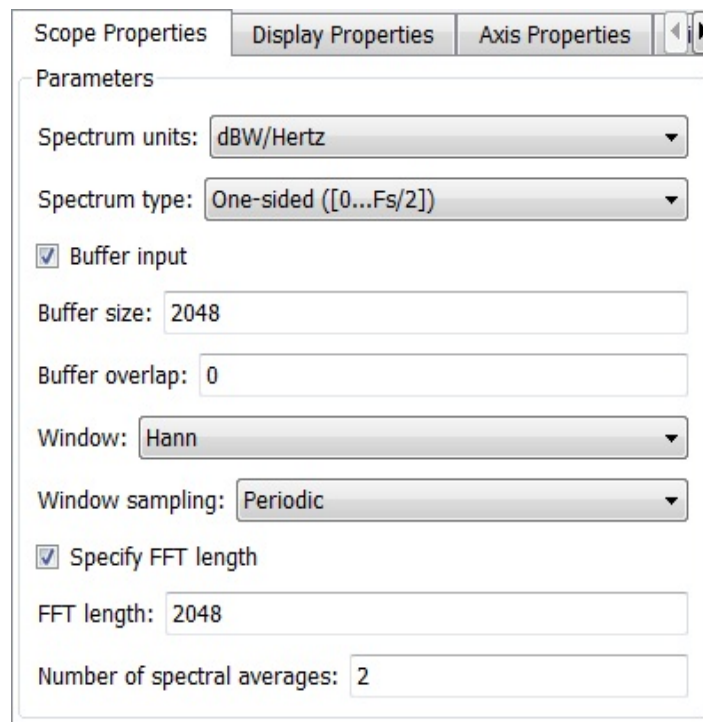 Scope Properties Display Properties Axis Properties
Parameters
Spectrum units: dBW/Hertz
Spectrum type: One-sided ([0...Fs/2])
Buffer input
Buffer size: 2048
Buffer overlap: 0
Window: Hann
Window sampling: Periodic
Specify FFT length
FFT length: 2048
Number of spectral averages: 2